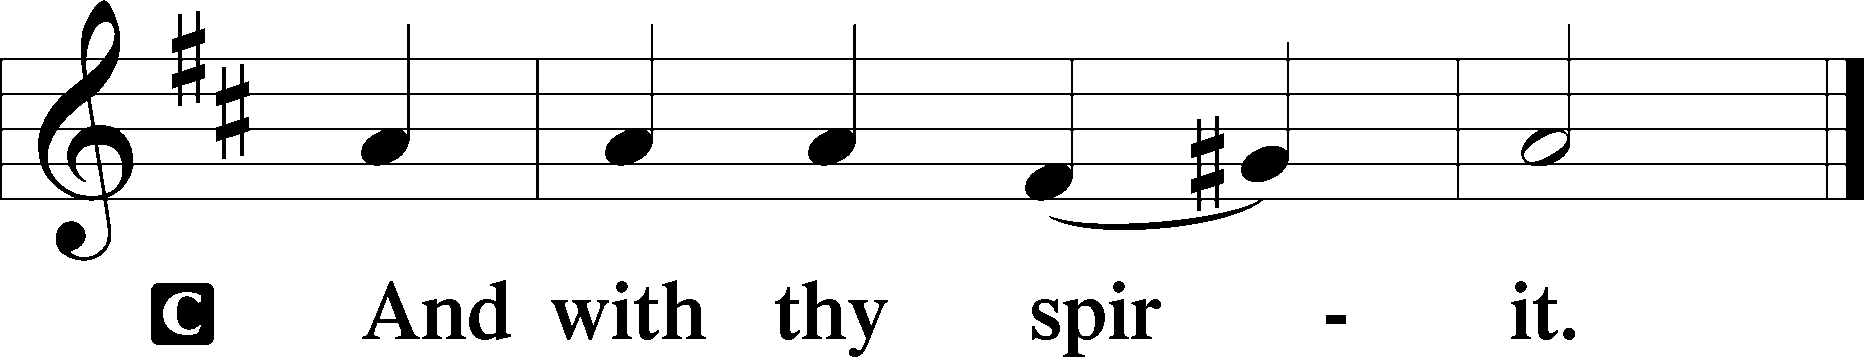 C And with thy spir - it.